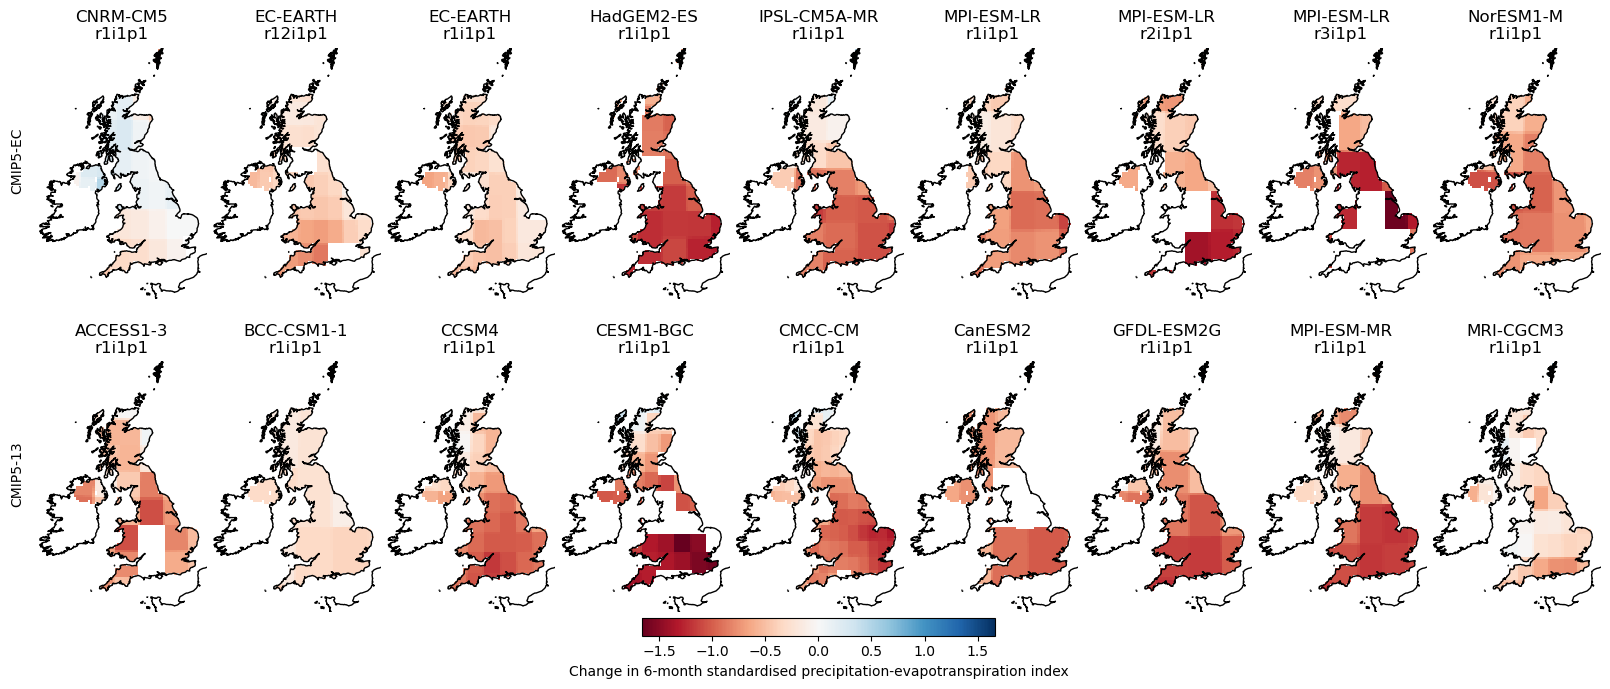 CNRM-CM5
r1i1p1
EC-EARTH
r12i1p1
EC-EARTH
r1i1p1
HadGEM2-ES
r1i1p1
IPSL-CM5A-MR
r1i1p1
MPI-ESM-LR
r1i1p1
MPI-ESM-LR
r2i1p1
MPI-ESM-LR
r3i1p1
NorESM1-M
r1i1p1
CMIP5-EC
ACCESS1-3
r1i1p1
BCC-CSM1-1
r1i1p1
CCSM4
r1i1p1
CESM1-BGC
r1i1p1
CMCC-CM
r1i1p1
CanESM2
r1i1p1
GFDL-ESM2G
r1i1p1
MPI-ESM-MR
r1i1p1
MRI-CGCM3
r1i1p1
CMIP5-13
−1.5 −1.0 −0.5 0.0 0.5 1.0 1.5
Change in 6-month standardised precipitation-evapotranspiration index